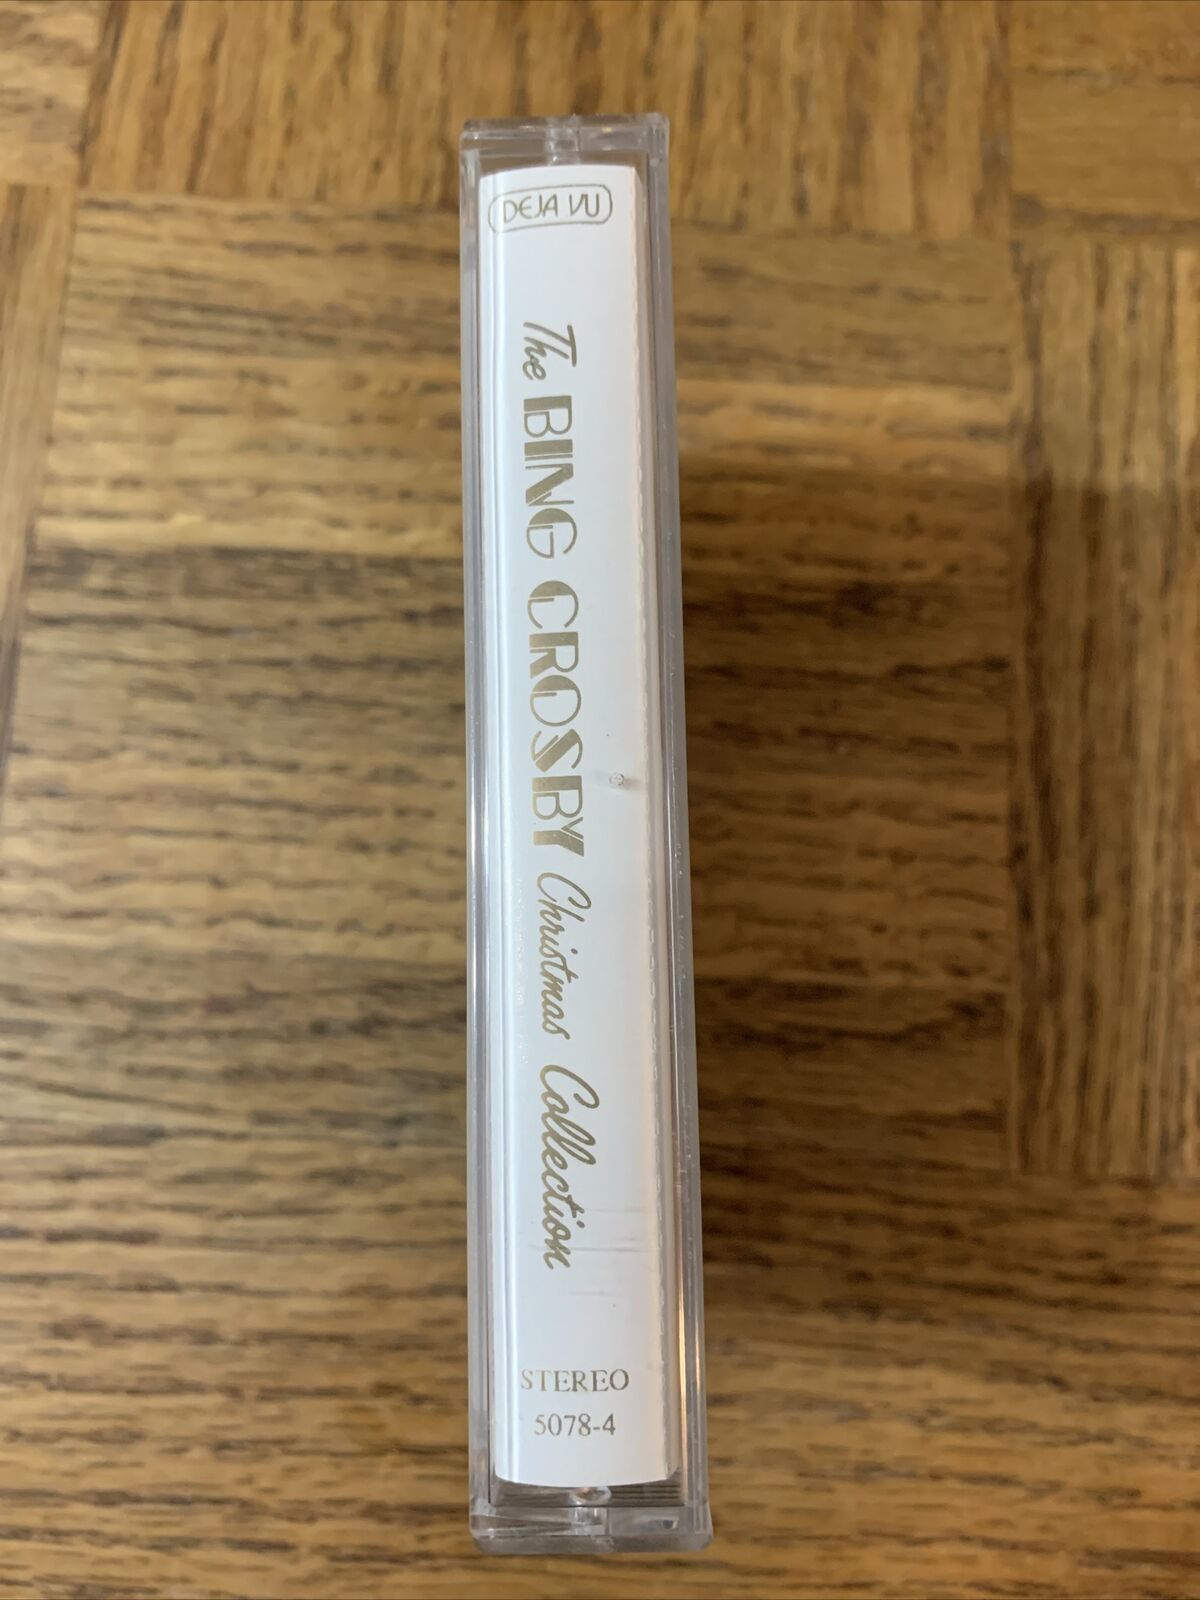 DEJA VU
The BING CROSBY Christmas Collection
STEREO
5078-4